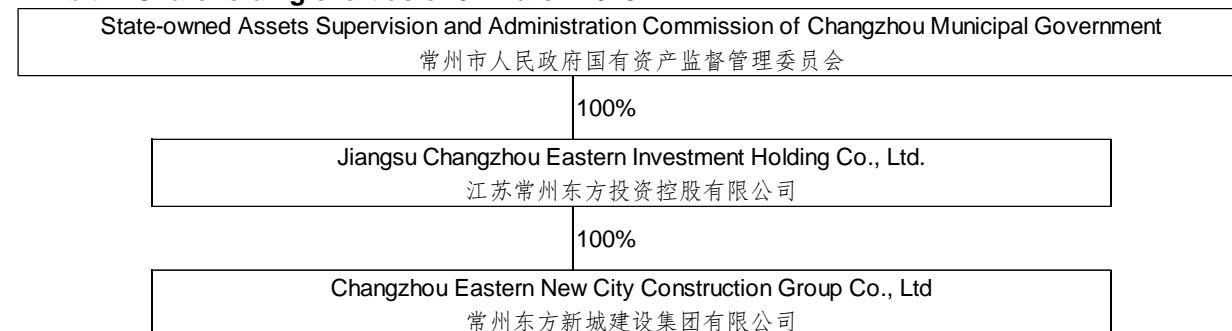 State-owned Assets Supervision and Administration Commission of Changzhou Municipal Government
常州市人民政府国有资产监督管理委员会
100%
Jiangsu Changzhou Eastern Investment Holding Co., Ltd.
江苏常州东方投资控股有限公司
100%
Changzhou Eastern New City Construction Group Co., Ltd
常州东方新城建设集团有限公司